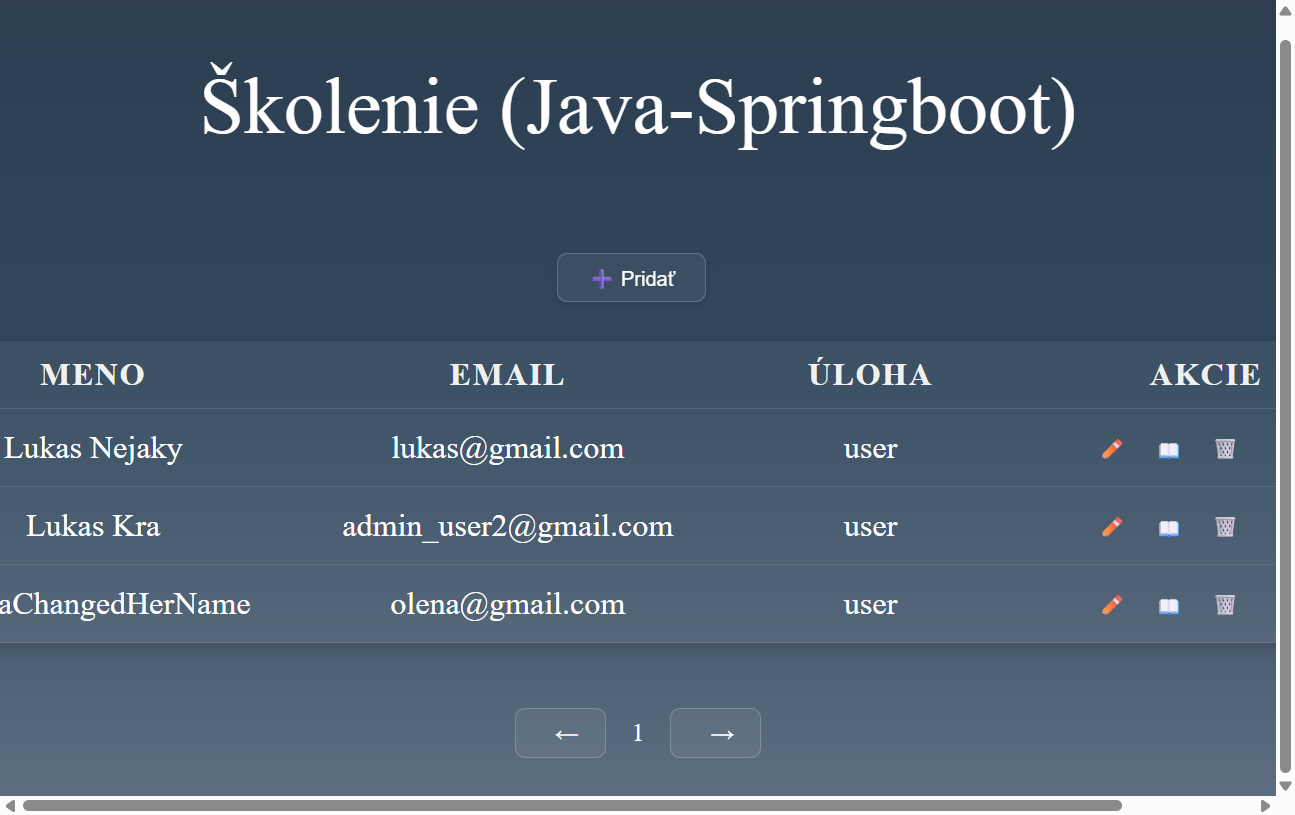 Školenie (Java-Springboot)
Pridať
MENO EMAIL ÚLOHA AKCIE
Lukas Nejaky lukas@gmail.com user
Lukas Kra admin_user2@gmail.com user
aChangedHerName olena@gmail.com user
← 1 →